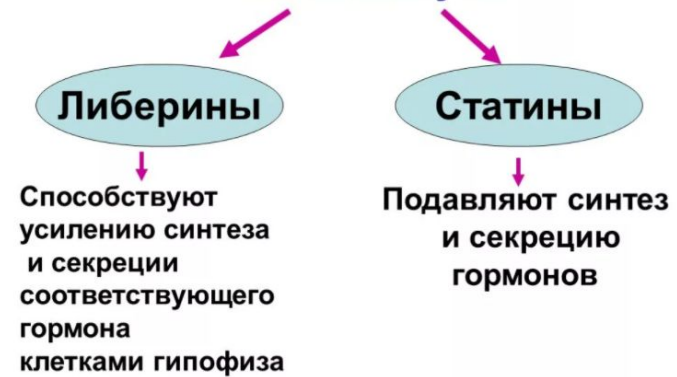 Либерины
Способствуют
усилению синтеза
и секреции
соответствующего
гормона
клетками гипофиза
Статины
Подавляют синтез
и секрецию
гормонов